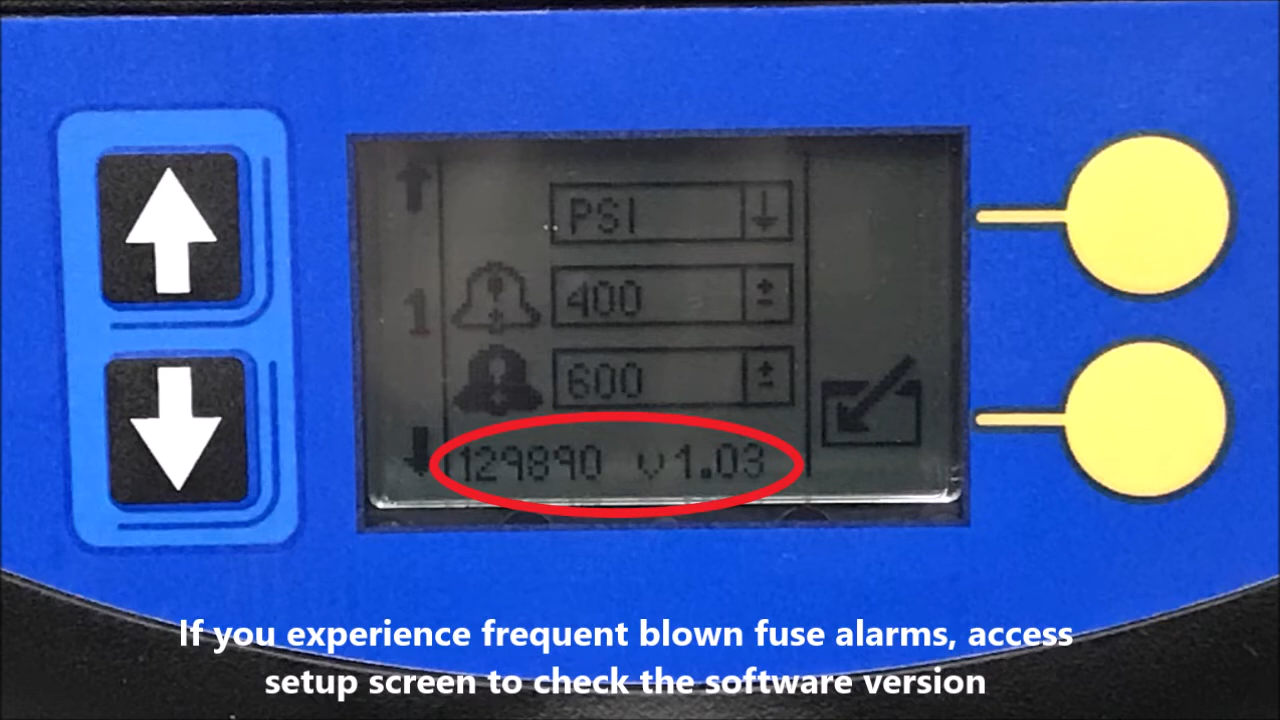 PSI
1
400
600
129890 v1.03
If you experience frequent blown fuse alarms, access
setup screen to check the software version